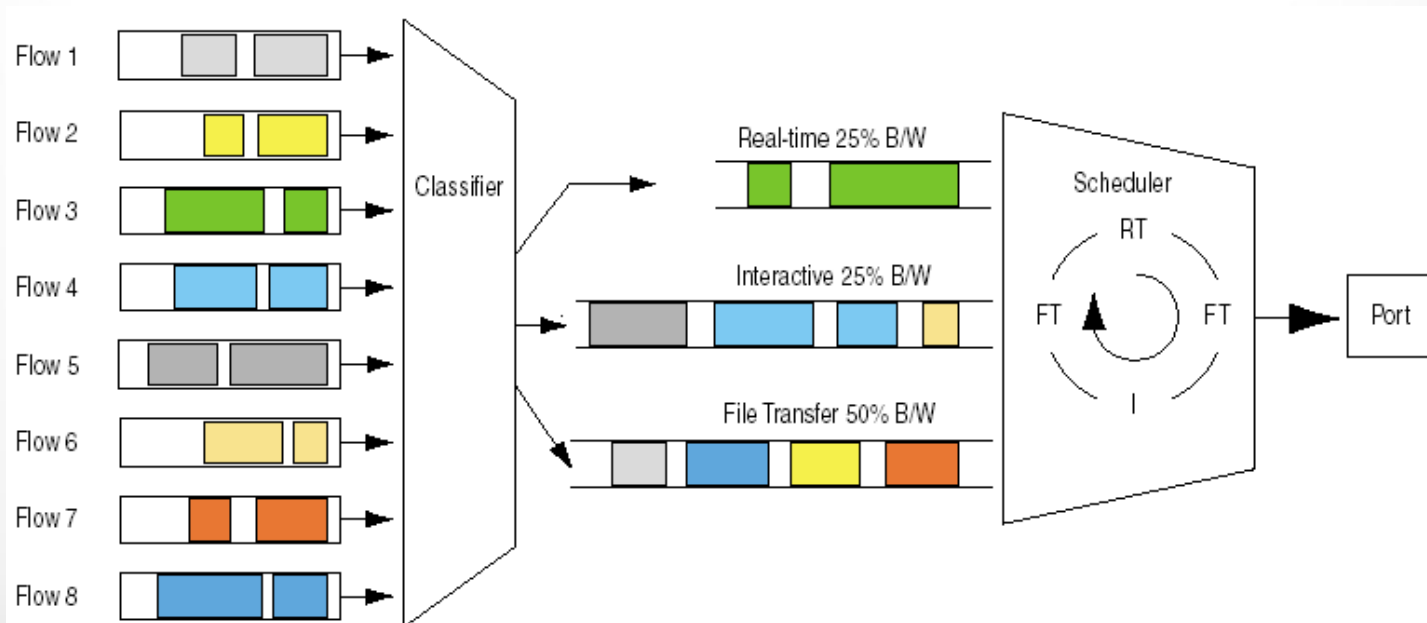 Flow 1
Flow 2
Flow 3
Flow 4
Flow 5
Flow 6
Flow 7
Flow 8
Classifier
Real-time 25% B/W
Interactive 25% B/W
File Transfer 50% B/W
Scheduler
RT
FT FT
I
Port